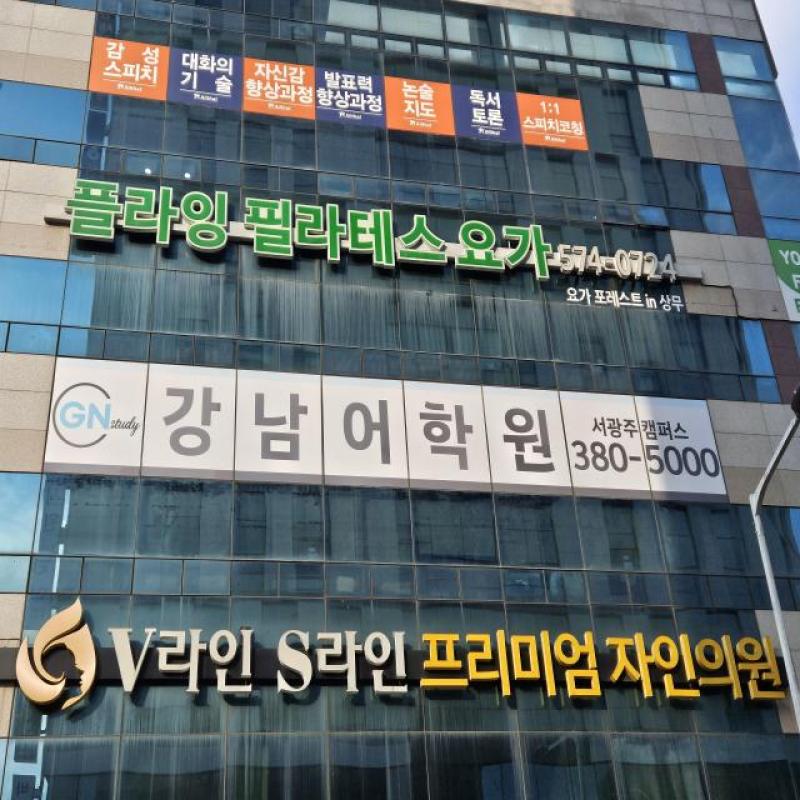 감성
스피치
대화의
기술
자신감
향상과정
발표력
향상과정
논술
지도
독서
토론
1:1
스피치코칭
플라잉 필라테스 요가 574-0724
요가 포레스트 in 상무
YO
F
GN study 강남어학원
서광주 캠퍼스
380-5000
V라인 S라인 프리미엄 자인의원